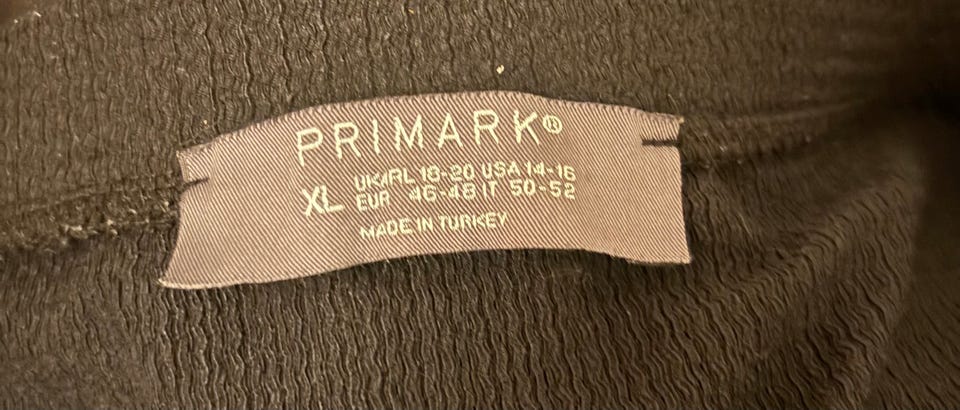 PRIMARK®
XL UK/IRL 18-20 USA 14-16
EUR 46-48 IT 50-52
MADE IN TURKEY